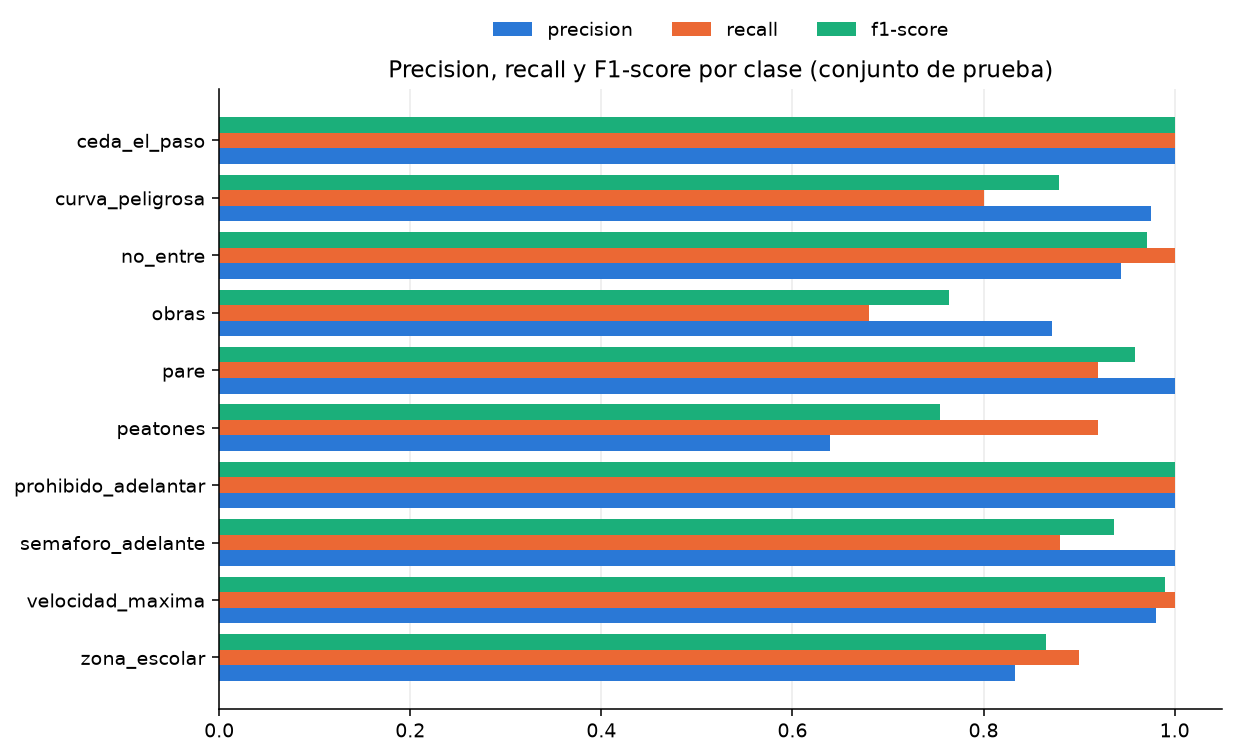 precision recall f1-score
Precision, recall y F1-score por clase (conjunto de prueba)
ceda_el_paso
curva_peligrosa
no_entre
obras
pare
peatones
prohibido_adelantar
semaforo_adelante
velocidad_maxima
zona_escolar
0.0 0.2 0.4 0.6 0.8 1.0